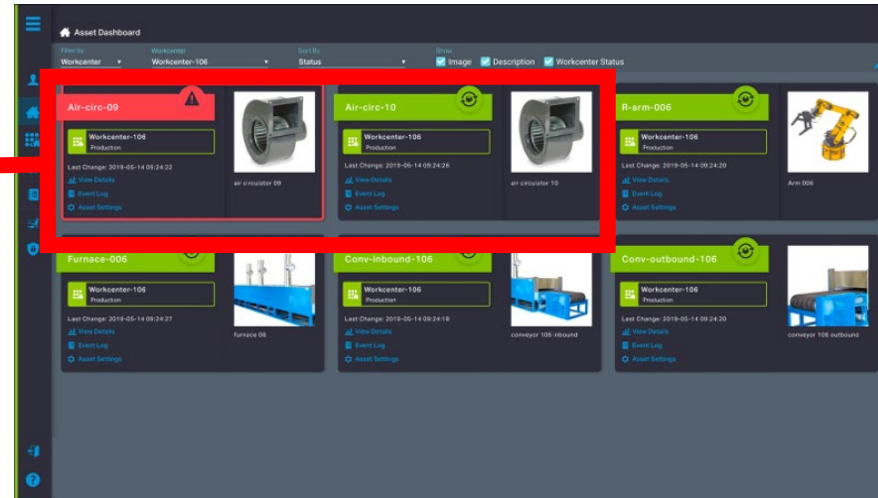 Asset Dashboard
Filter by Workcenter Sort By Show
Workcenter Workcenter-106 Status Image Description Workcenter Status
Air-circ-09
Workcenter-106
Production
Last Change: 2019-05-14 09:24:22
View Details
Event Log
Asset Settings
air circulator 09
Air-circ-10
Workcenter-106
Production
Last Change: 2019-05-14 09:24:26
View Details
Event Log
Asset Settings
air circulator 10
R-arm-006
Workcenter-106
Production
Last Change: 2019-05-14 09:24:20
View Details
Event Log
Asset Settings
Arm 006
Furnace-006
Workcenter-106
Production
Last Change: 2019-05-14 09:24:27
View Details
Event Log
Asset Settings
furnace 06
Conv-inbound-106
Workcenter-106
Production
Last Change: 2019-05-14 09:24:18
View Details
Event Log
Asset Settings
conveyor 106 inbound
Conv-outbound-106
Workcenter-106
Production
Last Change: 2019-05-14 09:24:20
View Details
Event Log
Asset Settings
conveyor 106 outbound